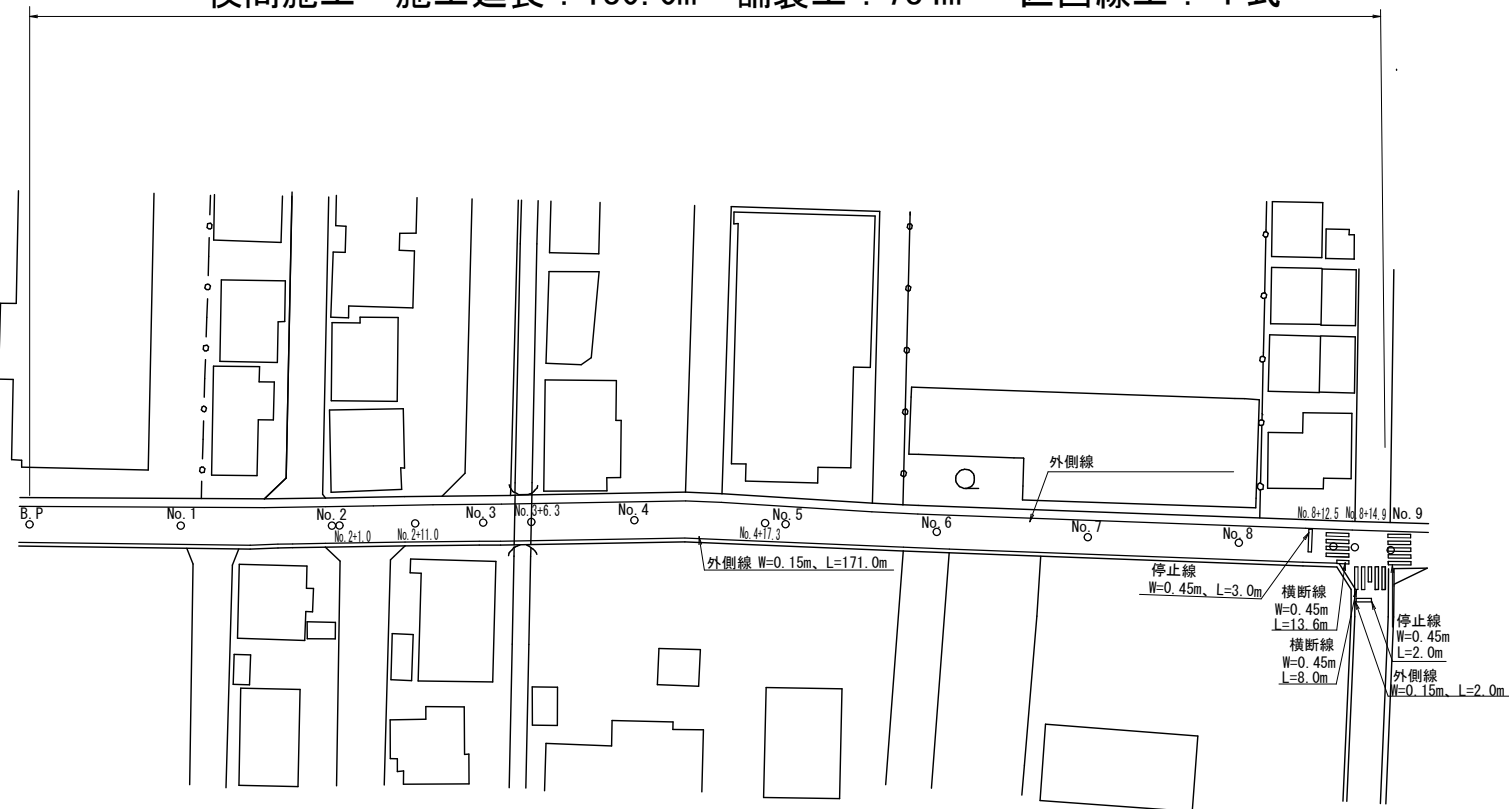 夜間施工 施工延長：180.0m 舗装工：784㎡ 区画線工：1式
外側線
B.P
No.1
No.2
No.2+1.0
No.2+11.0
No.3
No.3+6.3
No.4
No.5
No.4+17.3
No.6
No.7
No.8
No.8+12.5
No.8+14.9
No.9
外側線 W=0.15m、L=171.0m
停止線
W=0.45m、L=3.0m
横断線
W=0.45m
L=13.6m
横断線
W=0.45m
L=8.0m
停止線
W=0.45m
L=2.0m
外側線
W=0.15m、L=2.0m